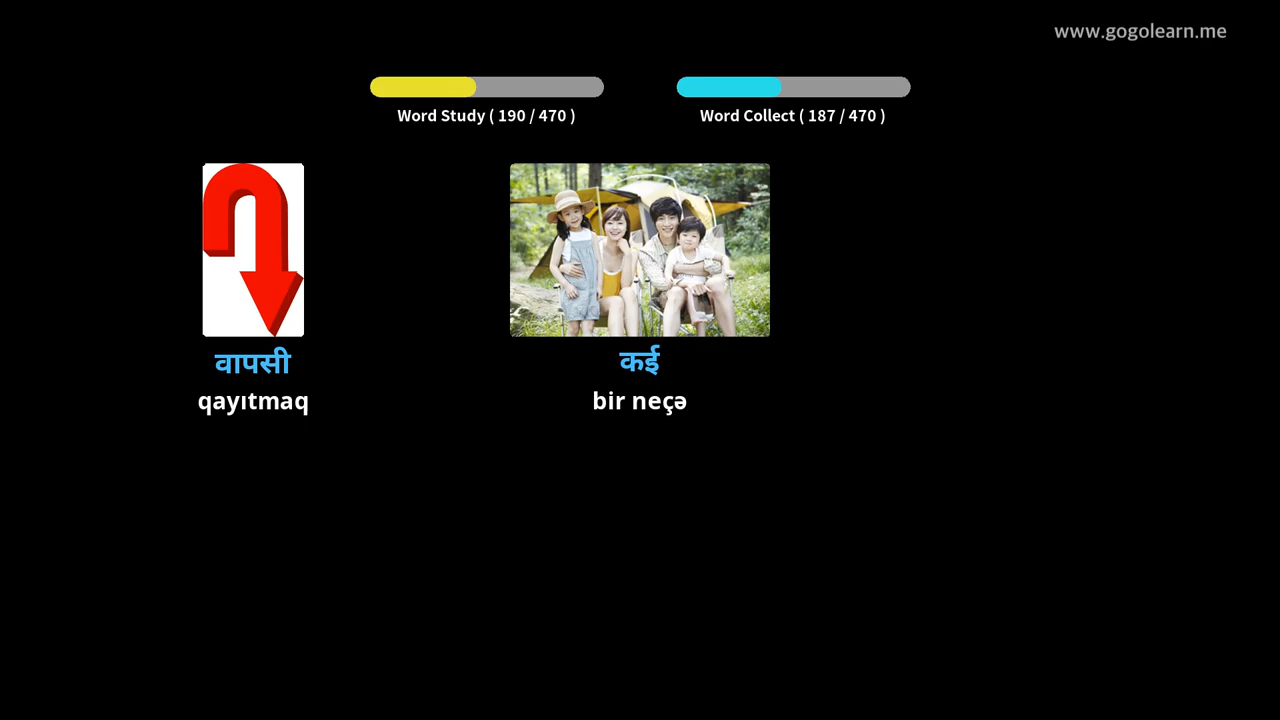 www.gogolearn.me
Word Study ( 190 / 470 )
Word Collect ( 187 / 470 )
वापसी
qayıtmaq
कई
bir neçə